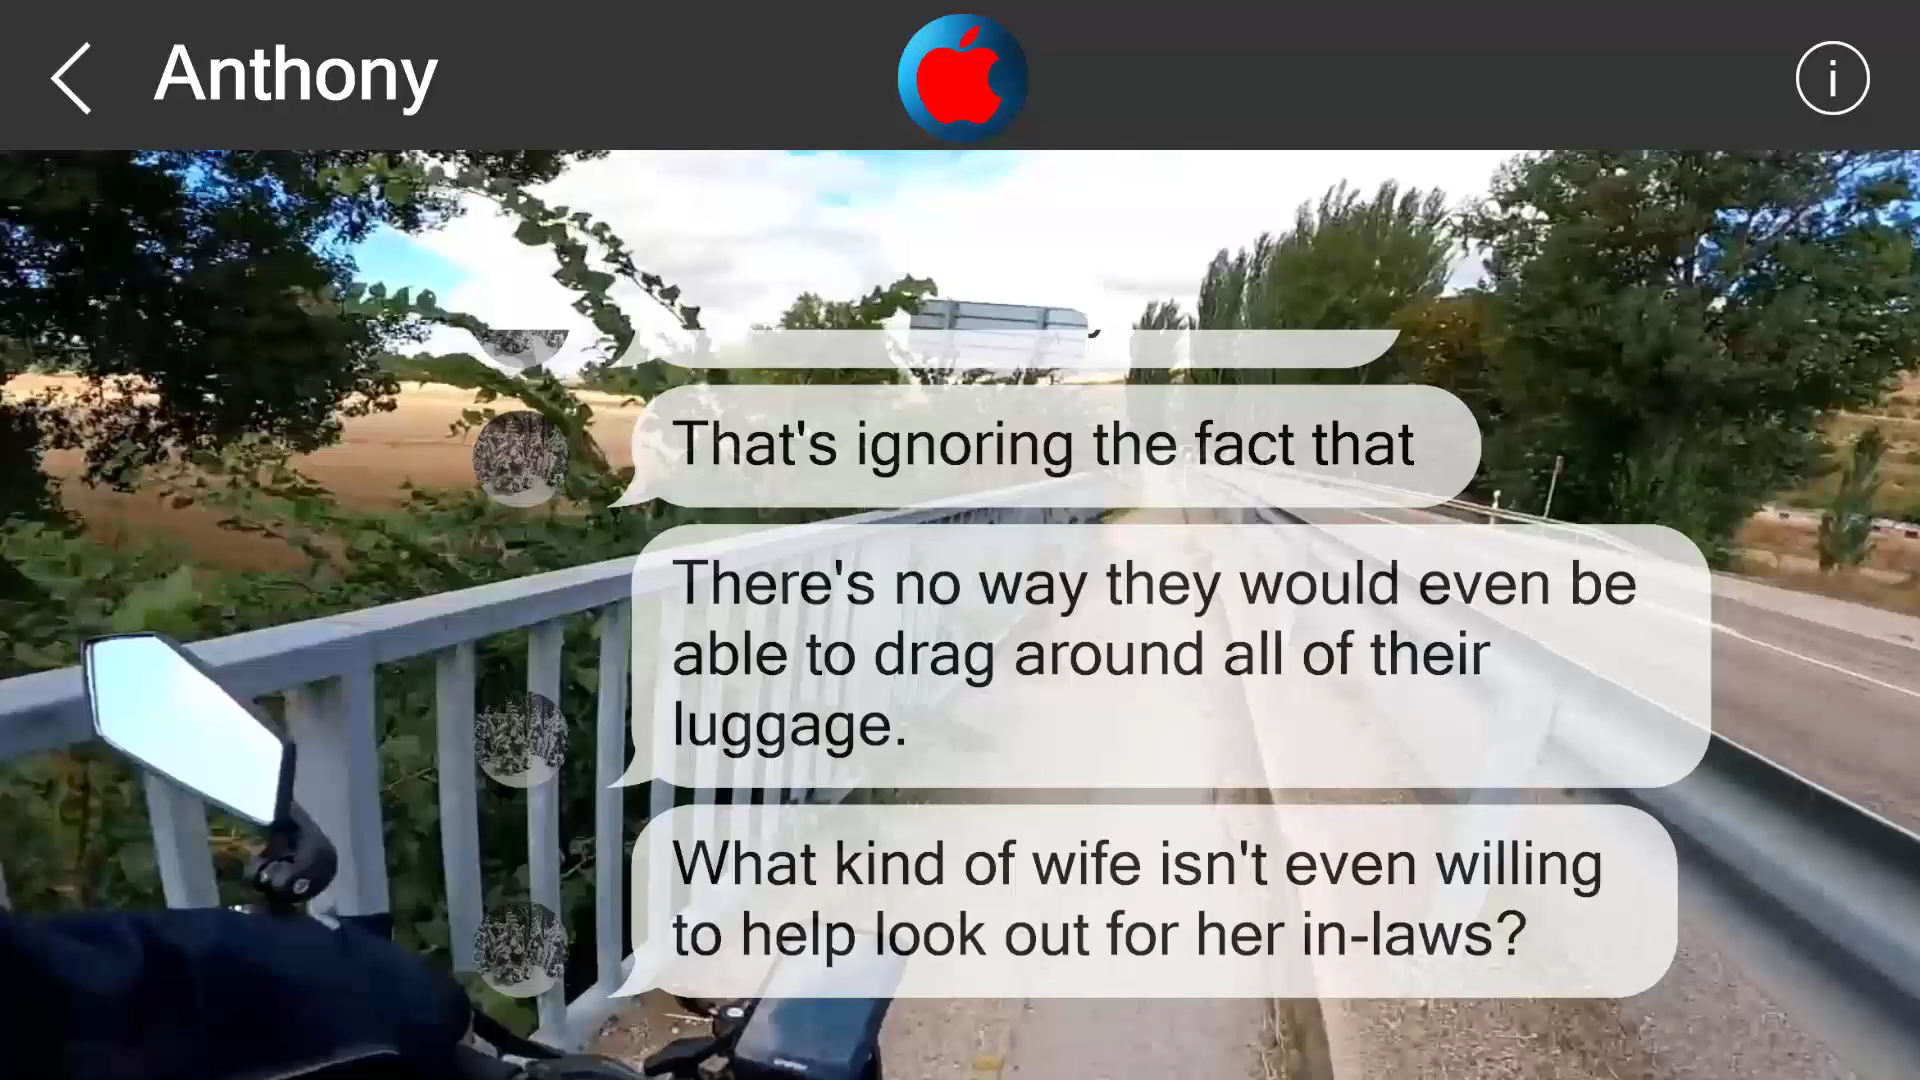 Anthony
i
That's ignoring the fact that
There's no way they would even be
able to drag around all of their
luggage.
What kind of wife isn't even willing
to help look out for her in-laws?